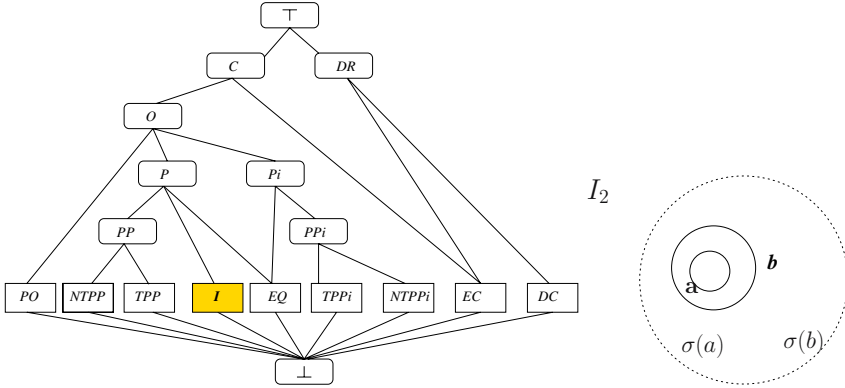 ⊤
C DR
O
P Pi
PP PPi
PO NTPP TPP I EQ TPPi NTPPi EC DC
⊥
I₂
b
a
σ(a) σ(b)